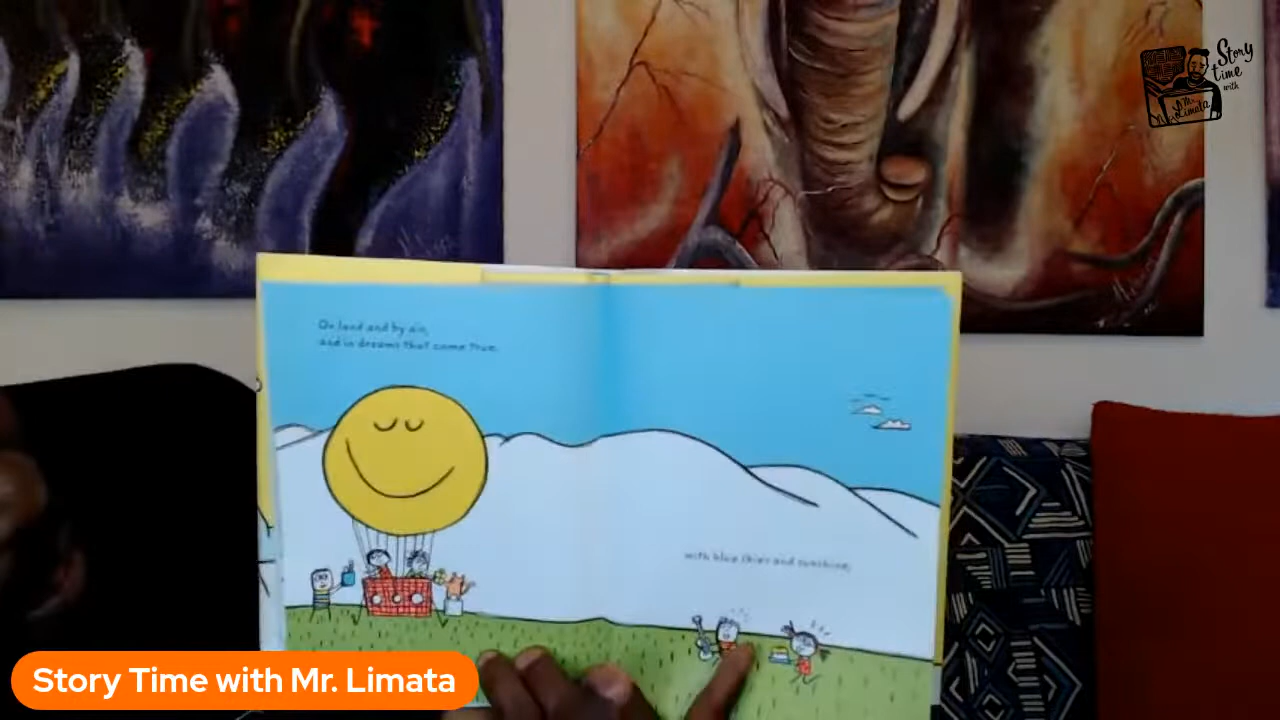 Story
time
with
Mr.
Limata
On land and by air,
and in dreams that come true.
with blue skies and sunshine,
Story Time with Mr. Limata